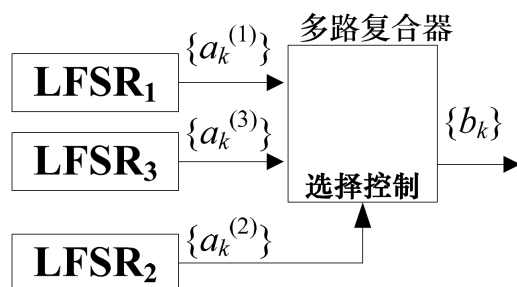 多路复合器
LFSR₁
{aₖ⁽¹⁾}
LFSR₃
{aₖ⁽³⁾}
{bₖ}
选择控制
LFSR₂
{aₖ⁽²⁾}